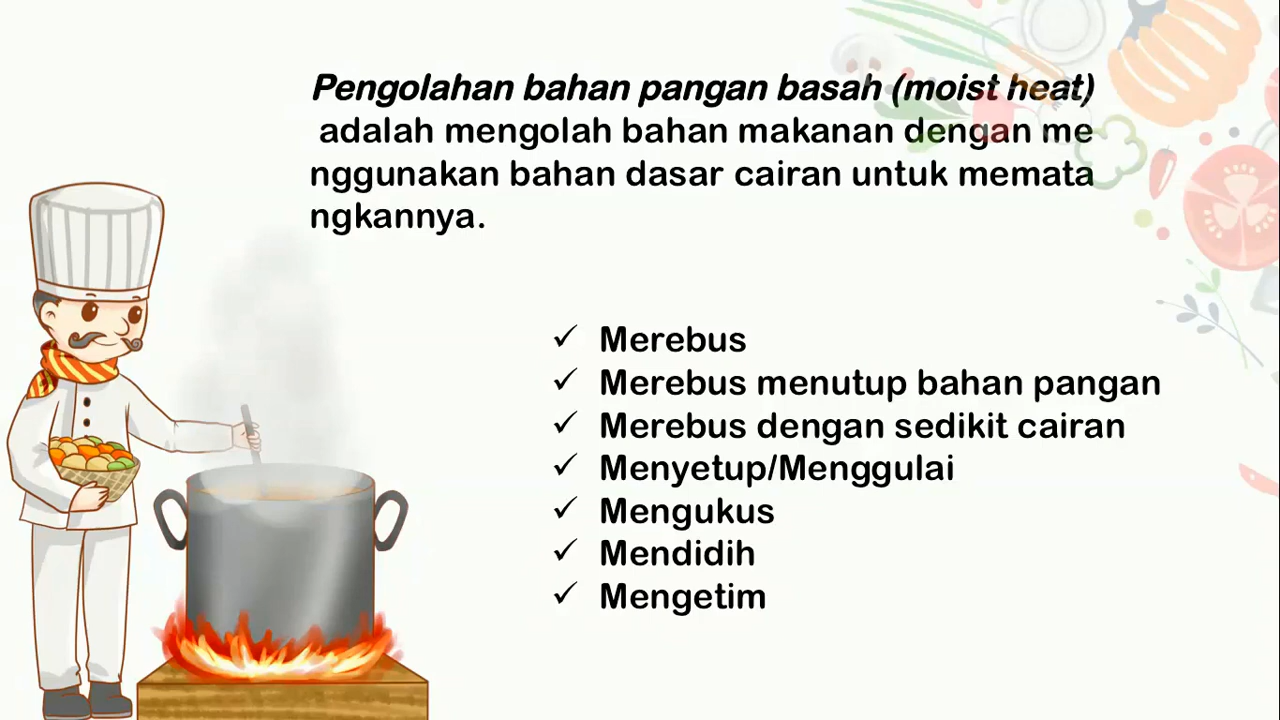 Pengolahan bahan pangan basah (moist heat)
adalah mengolah bahan makanan dengan me
nggunakan bahan dasar cairan untuk memata
ngkannya.
✓ Merebus
✓ Merebus menutup bahan pangan
✓ Merebus dengan sedikit cairan
✓ Menyetup/Menggulai
✓ Mengukus
✓ Mendidih
✓ Mengetim